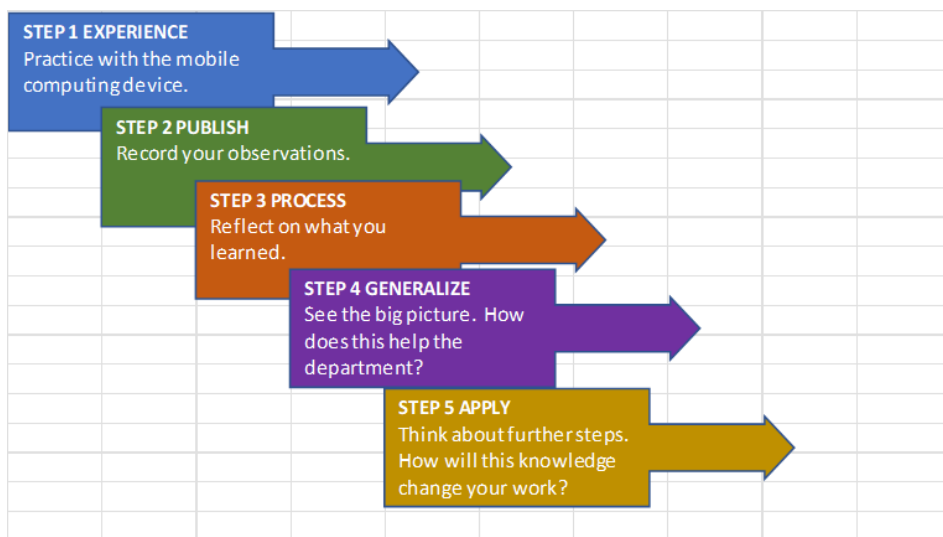 STEP 1 EXPERIENCE
Practice with the mobile
computing device.
STEP 2 PUBLISH
Record your observations.
STEP 3 PROCESS
Reflect on what you
learned.
STEP 4 GENERALIZE
See the big picture.  How
does this help the
department?
STEP 5 APPLY
Think about further steps.
How will this knowledge
change your work?